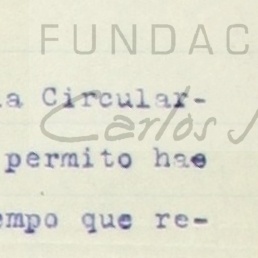 FUNDAC
a Circular-
Carlos
permito hae
empo que re-